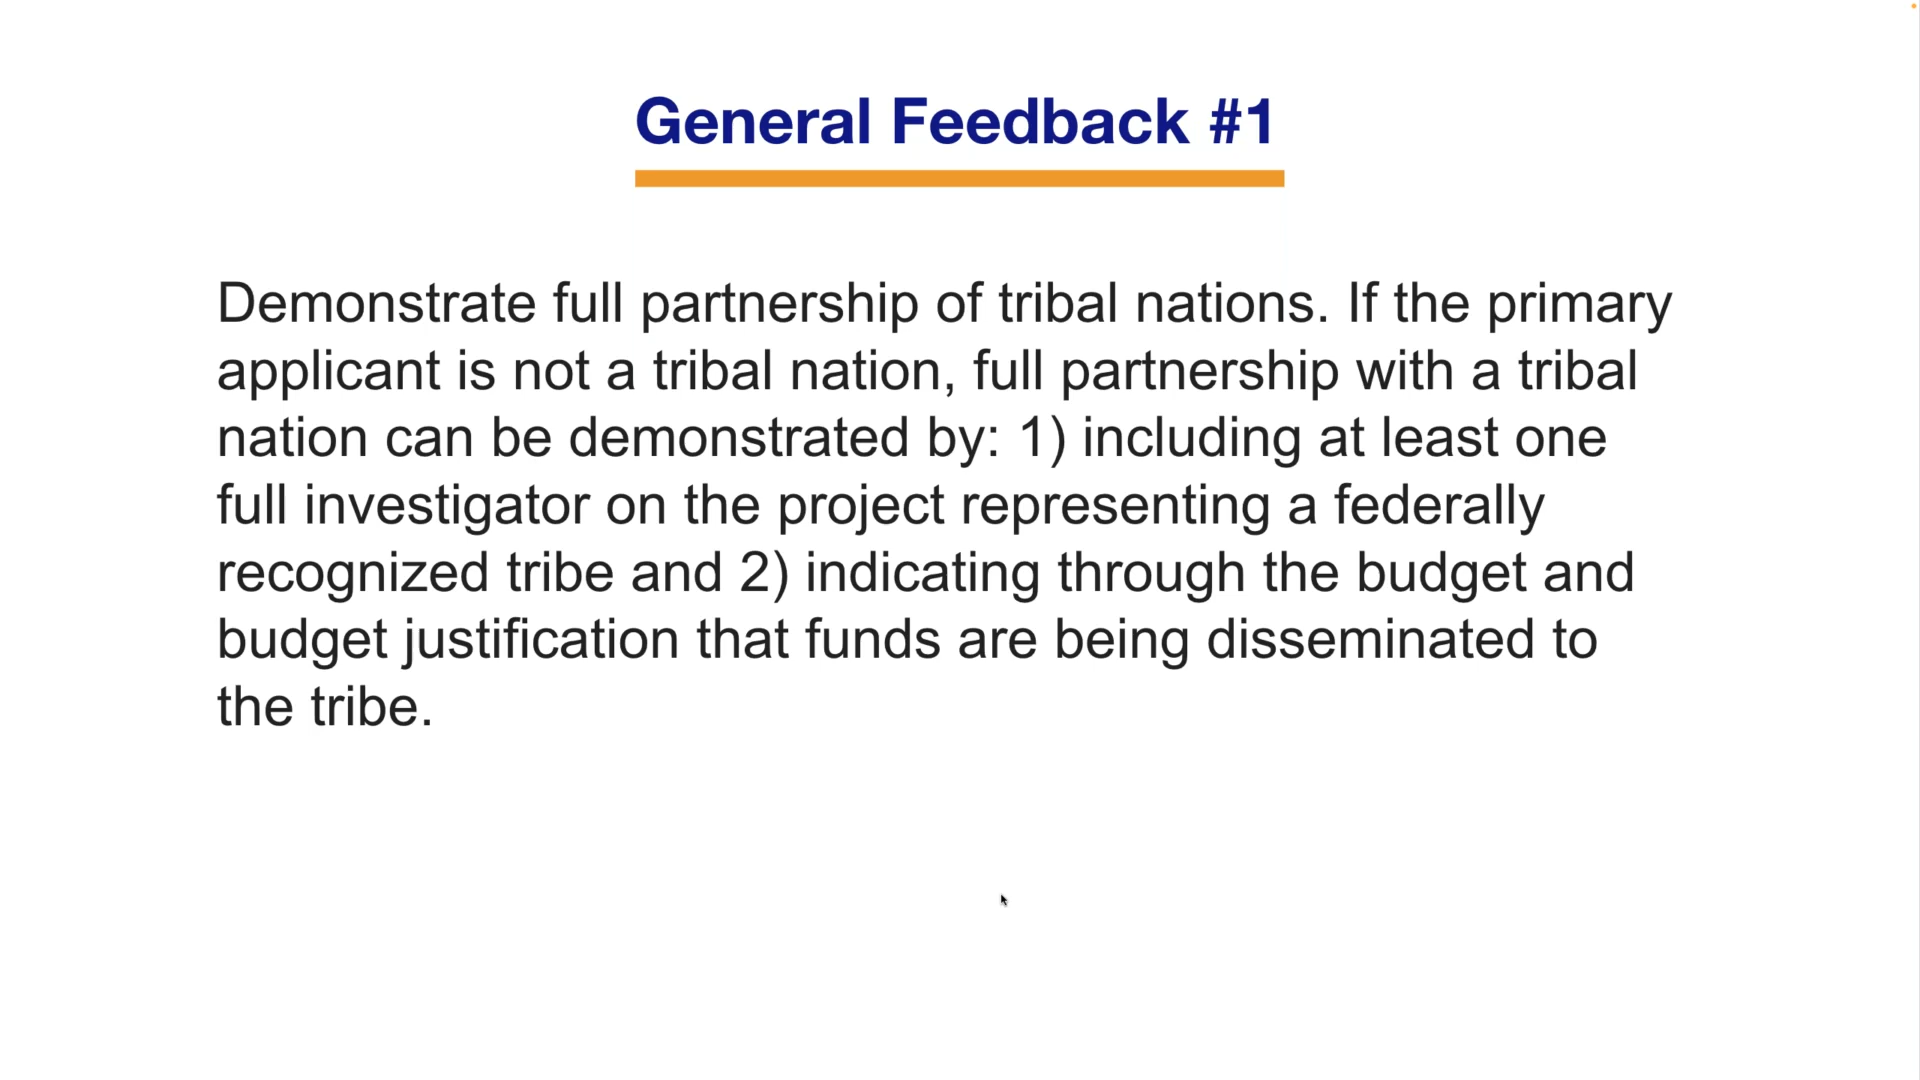 General Feedback #1
Demonstrate full partnership of tribal nations. If the primary
applicant is not a tribal nation, full partnership with a tribal
nation can be demonstrated by: 1) including at least one
full investigator on the project representing a federally
recognized tribe and 2) indicating through the budget and
budget justification that funds are being disseminated to
the tribe.